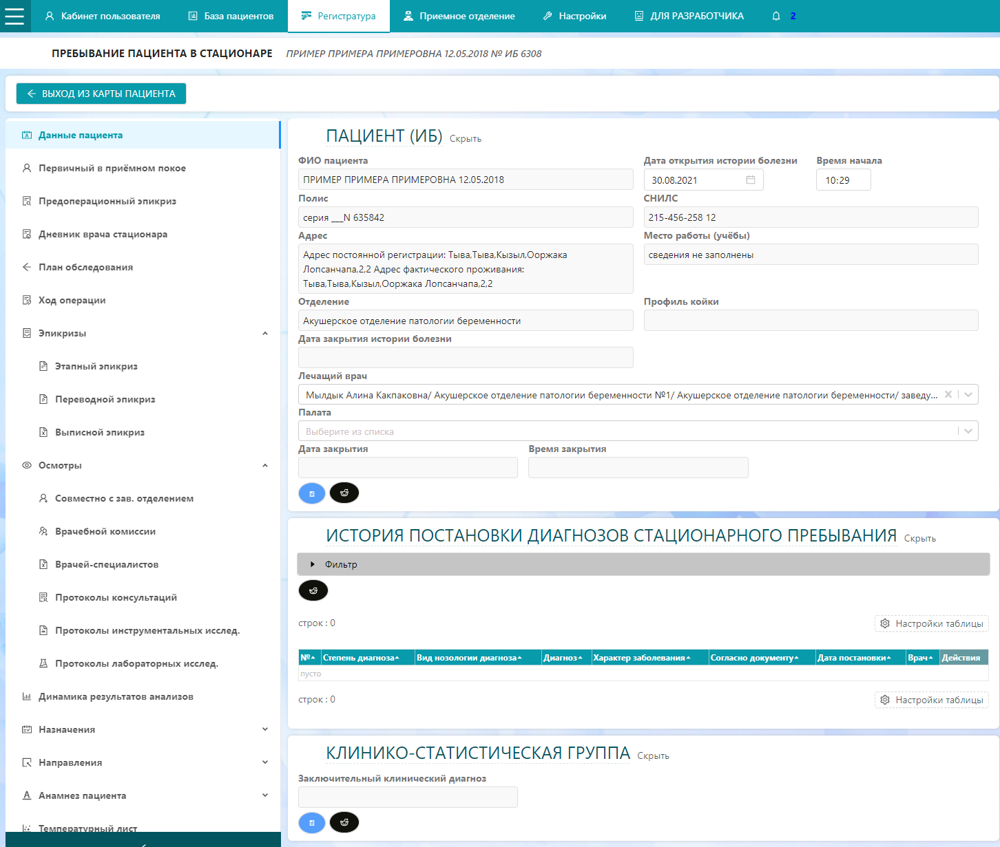 Кабинет пользователя
База пациентов
Регистратура
Приемное отделение
Настройки
ДЛЯ РАЗРАБОТЧИКА
2
ПРЕБЫВАНИЕ ПАЦИЕНТА В СТАЦИОНАРЕ ПРИМЕР ПРИМЕРА ПРИМЕРОВНА 12.05.2018 № ИБ 6308
ВЫХОД ИЗ КАРТЫ ПАЦИЕНТА
Данные пациента
Первичный в приёмном покое
Предоперационный эпикриз
Дневник врача стационара
План обследования
Ход операции
Эпикризы
Этапный эпикриз
Переводной эпикриз
Выписной эпикриз
Осмотры
Совместно с зав. отделением
Врачебной комиссии
Врачей-специалистов
Протоколы консультаций
Протоколы инструментальных исслед.
Протоколы лабораторных исслед.
Динамика результатов анализов
Назначения
Направления
Анамнез пациента
Температурный лист
ПАЦИЕНТ (ИБ) Скрыть
ФИО пациента
ПРИМЕР ПРИМЕРА ПРИМЕРОВНА 12.05.2018
Дата открытия истории болезни
30.08.2021
Время начала
10:29
Полис
серия ___N 635842
СНИЛС
215-456-258 12
Адрес
Адрес постоянной регистрации: Тыва,Тыва,Кызыл,Ооржака
Лопсанчапа,2,2 Адрес фактического проживания:
Тыва,Тыва,Кызыл,Ооржака Лопсанчапа,2,2
Место работы (учёбы)
сведения не заполнены
Отделение
Акушерское отделение патологии беременности
Профиль койки
Дата закрытия истории болезни
Лечащий врач
Мылдык Алина Какпаковна/ Акушерское отделение патологии беременности №1/ Акушерское отделение патологии беременности/ заведу...
Палата
Выберите из списка
Дата закрытия
Время закрытия
ИСТОРИЯ ПОСТАНОВКИ ДИАГНОЗОВ СТАЦИОНАРНОГО ПРЕБЫВАНИЯ Скрыть
Фильтр
строк : 0
Настройки таблицы
№ Степень диагноза Вид нозологии диагноза Диагноз Характер заболевания Согласно документу Дата постановки Врач Действия
пусто
строк : 0
Настройки таблицы
КЛИНИКО-СТАТИСТИЧЕСКАЯ ГРУППА Скрыть
Заключительный клинический диагноз